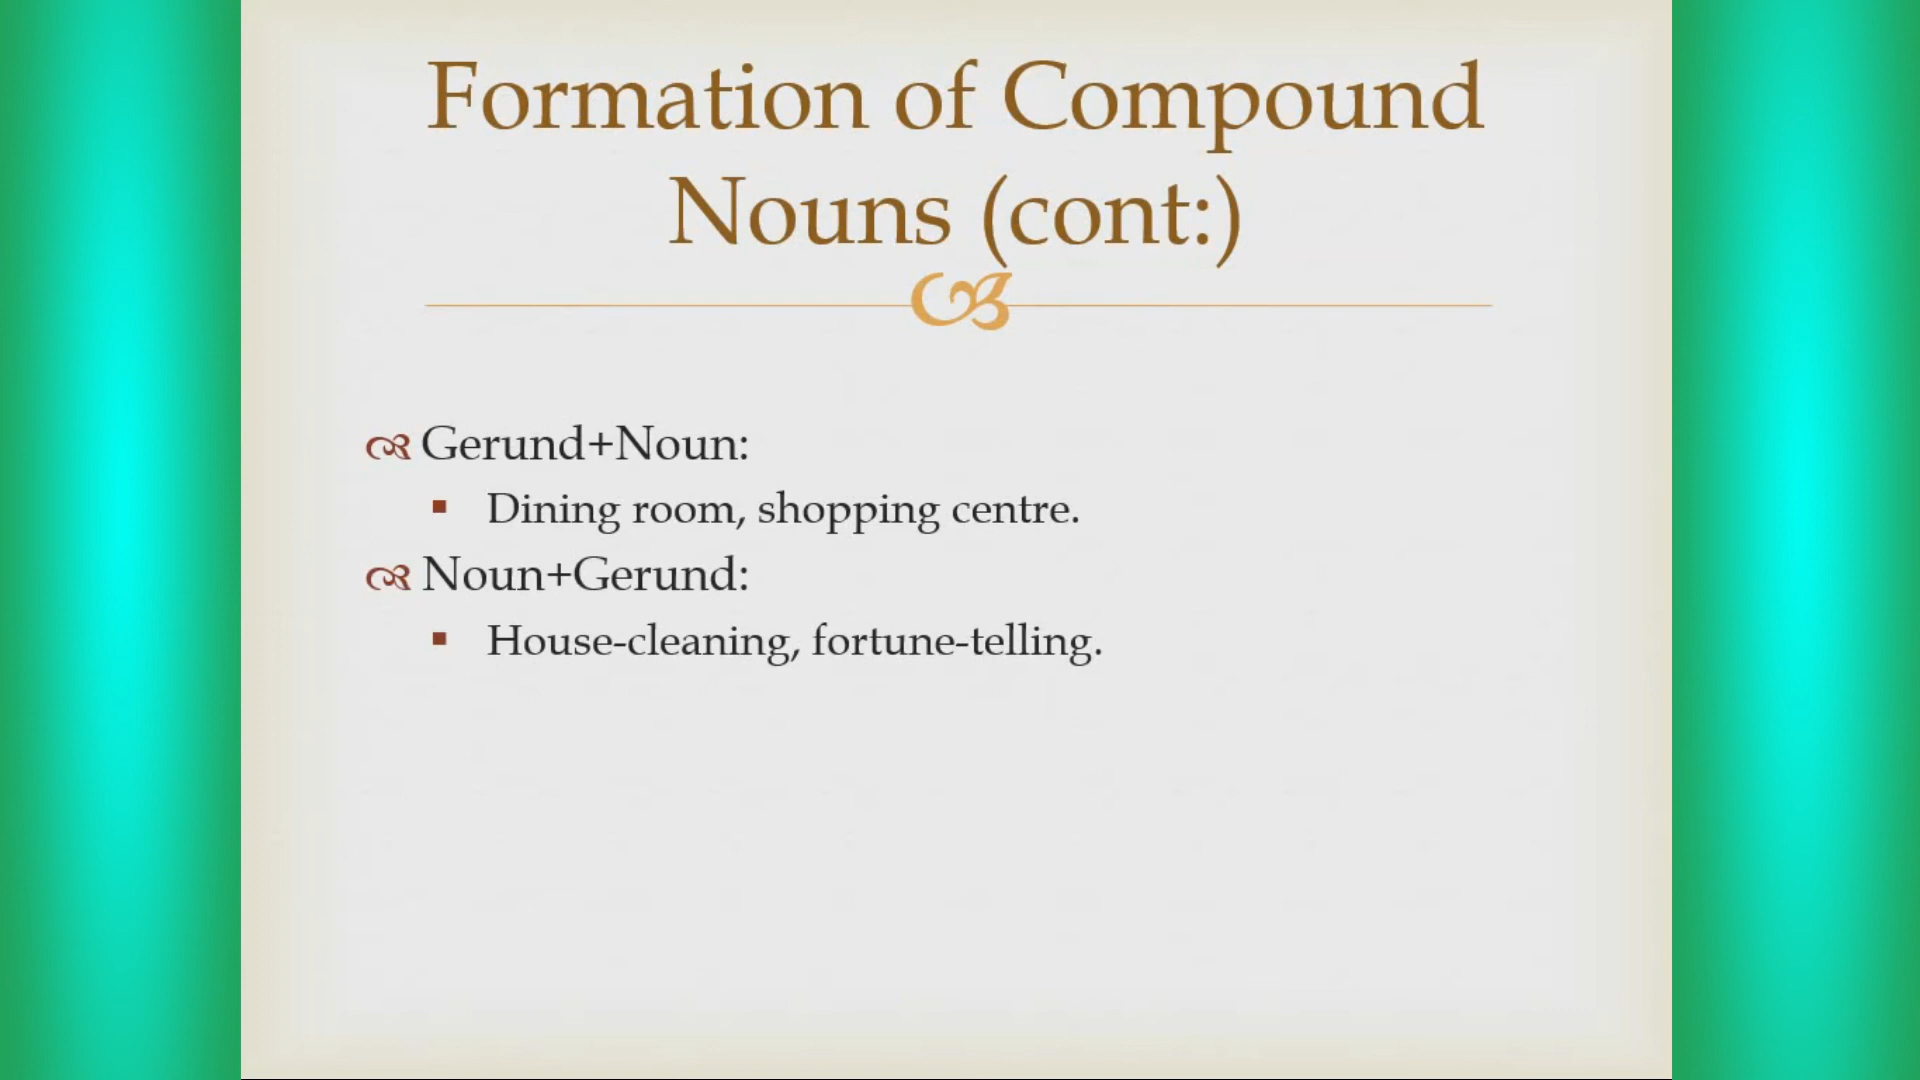 Formation of Compound
Nouns (cont:)
Gerund+Noun:
Dining room, shopping centre.
Noun+Gerund:
House-cleaning, fortune-telling.